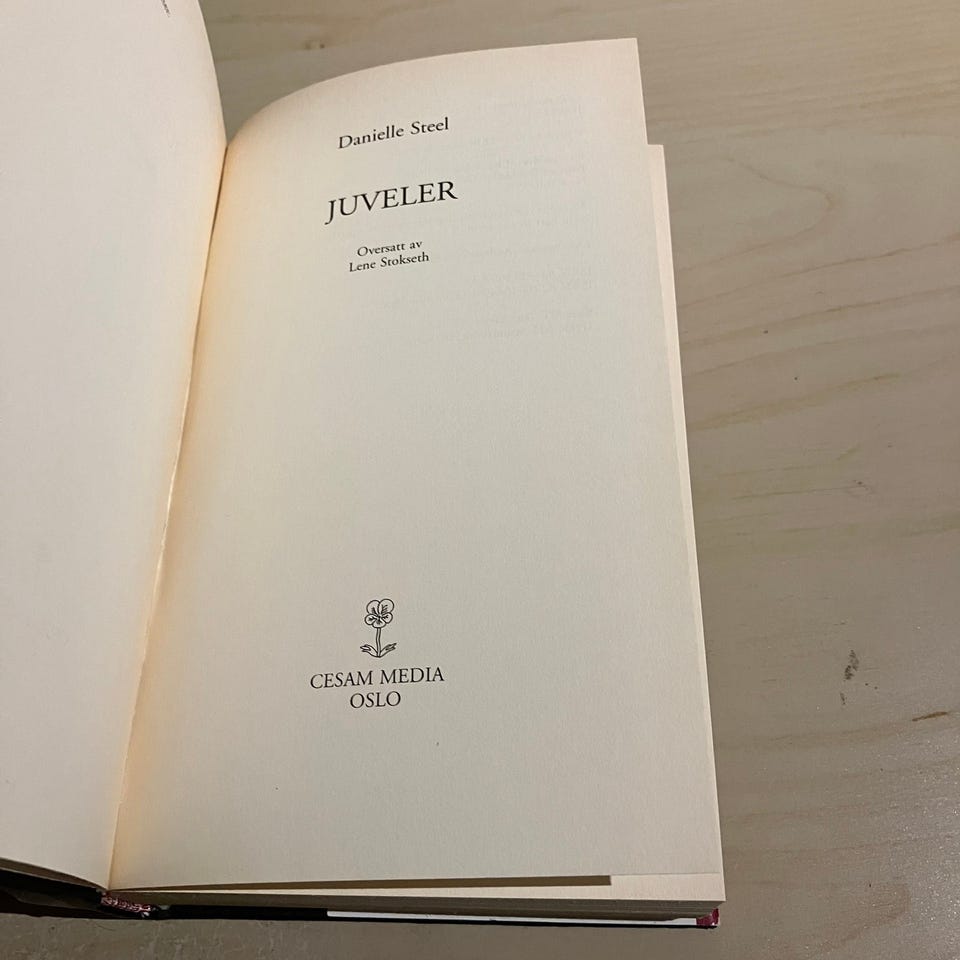 Danielle Steel
JUVELER
Oversatt av
Lene Stokseth
CESAM MEDIA
OSLO